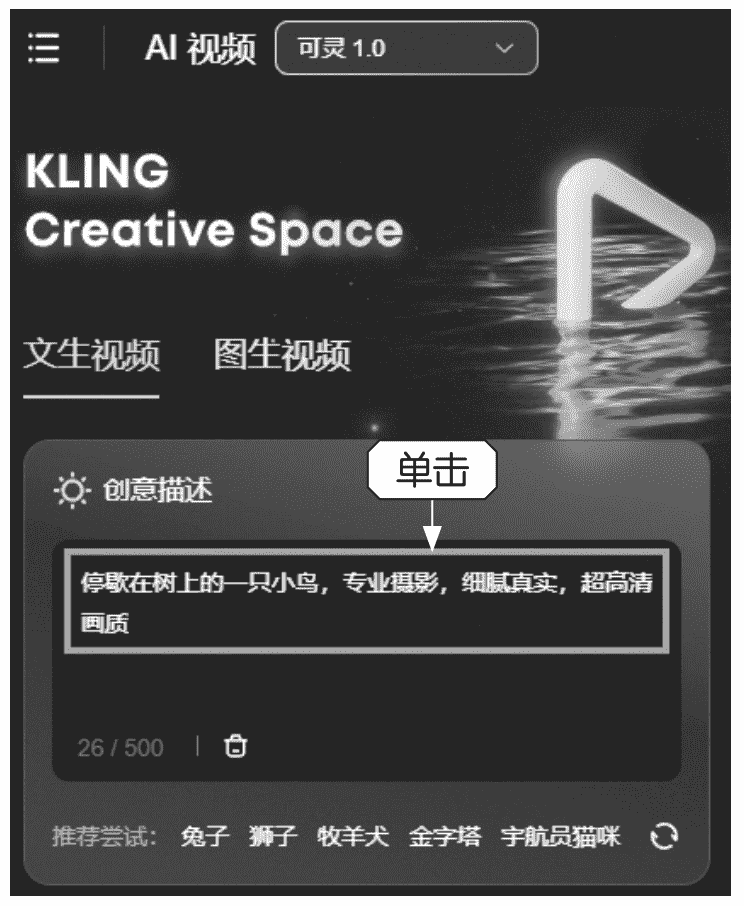 AI 视频 可灵 1.0
KLING
Creative Space
文生视频 图生视频
单击
创意描述
停歇在树上的一只小鸟，专业摄影，细腻真实，超高清
画质
26 / 500
推荐尝试： 兔子 狮子 牧羊犬 金字塔 宇航员猫咪